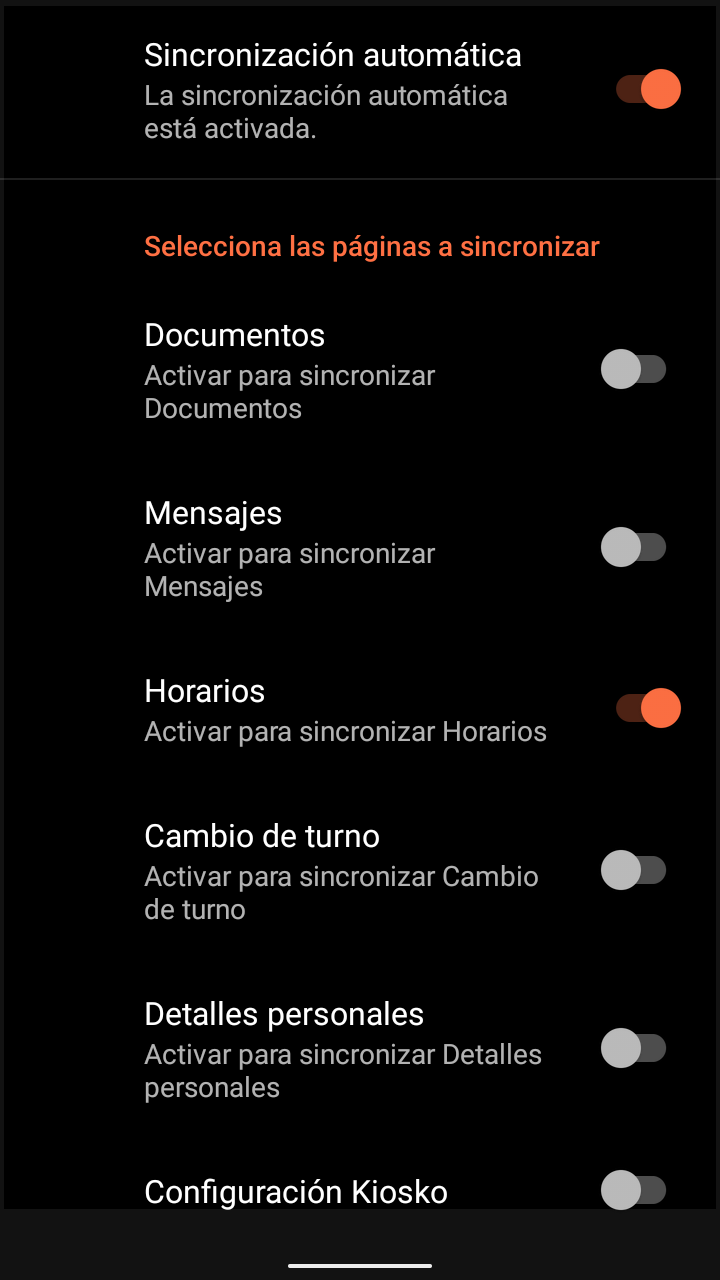 Sincronización automática
La sincronización automática
está activada.
Selecciona las páginas a sincronizar
Documentos
Activar para sincronizar
Documentos
Mensajes
Activar para sincronizar
Mensajes
Horarios
Activar para sincronizar Horarios
Cambio de turno
Activar para sincronizar Cambio
de turno
Detalles personales
Activar para sincronizar Detalles
personales
Configuración Kiosko